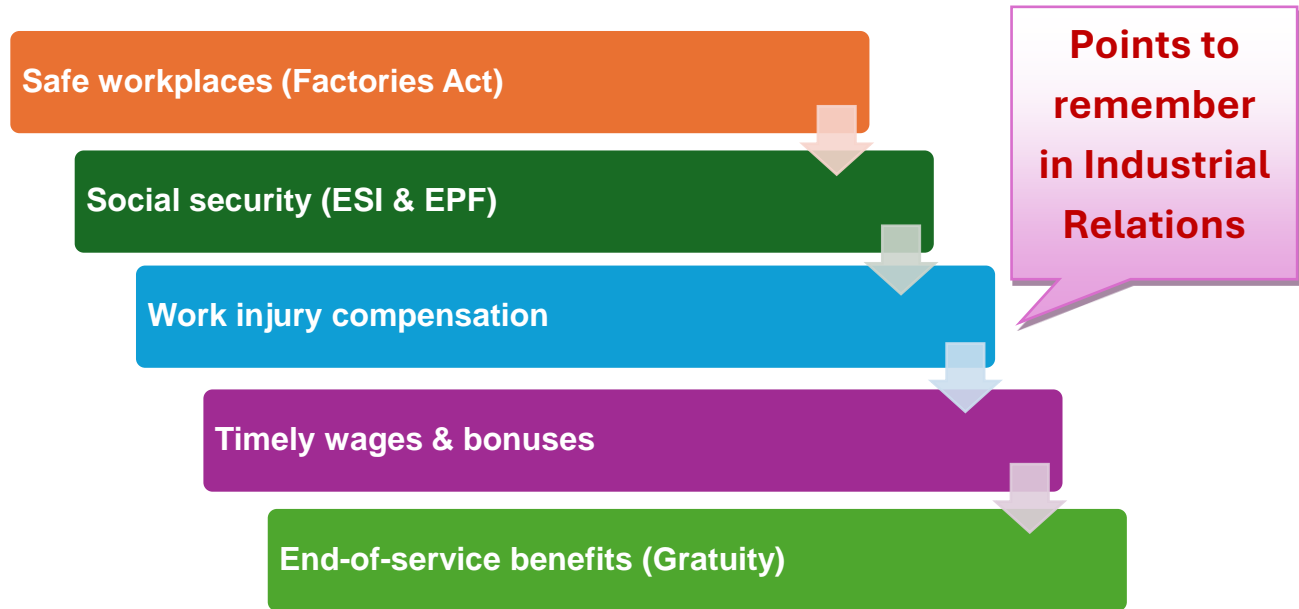 Safe workplaces (Factories Act)
Social security (ESI & EPF)
Work injury compensation
Timely wages & bonuses
End-of-service benefits (Gratuity)
Points to
remember
in Industrial
Relations